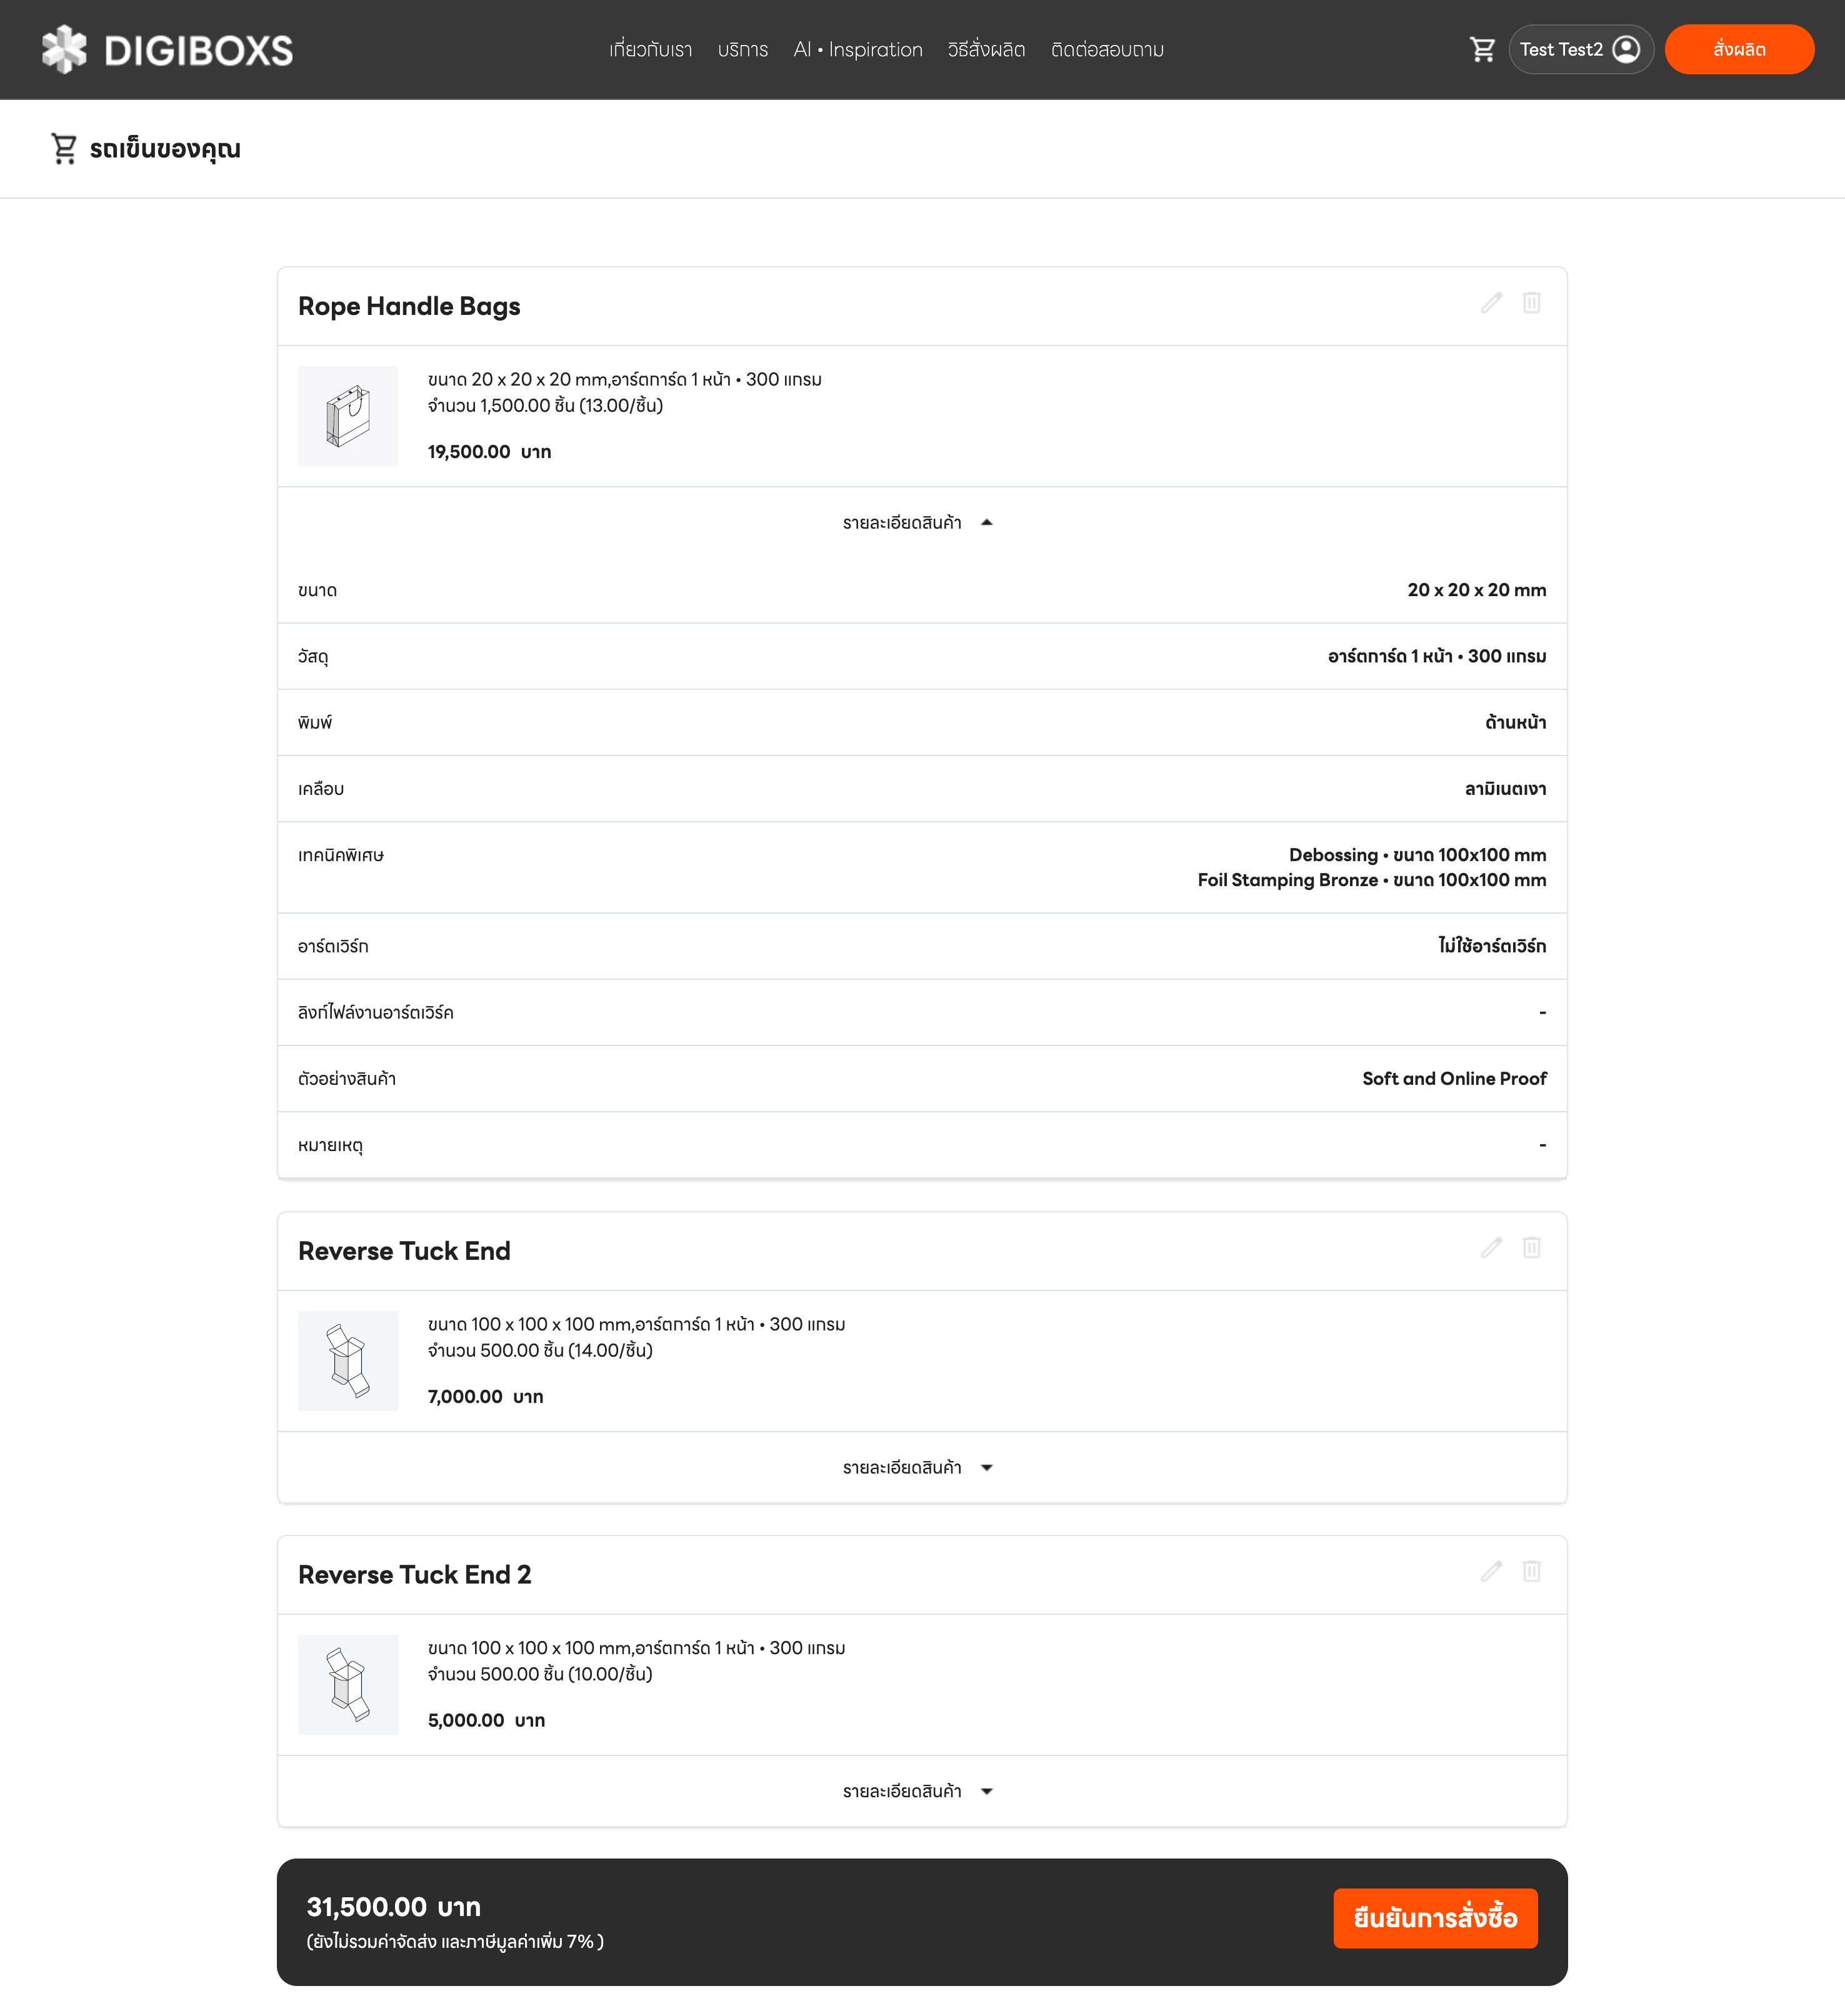 DIGIBOXS
เกี่ยวกับเรา บริการ AI • Inspiration วิธีสั่งผลิต ติดต่อสอบถาม
Test Test2
สั่งผลิต
รถเข็นของคุณ
Rope Handle Bags
ขนาด 20 x 20 x 20 mm,อาร์ตการ์ด 1 หน้า • 300 แกรม
จำนวน 1,500.00 ชิ้น (13.00/ชิ้น)
19,500.00 บาท
รายละเอียดสินค้า
ขนาด 20 x 20 x 20 mm
วัสดุ อาร์ตการ์ด 1 หน้า • 300 แกรม
พิมพ์ ด้านหน้า
เคลือบ ลามิเนตเงา
เทคนิคพิเศษ Debossing • ขนาด 100x100 mm
Foil Stamping Bronze • ขนาด 100x100 mm
อาร์ตเวิร์ก ไม่ใช้อาร์ตเวิร์ก
ลิงก์ไฟล์งานอาร์ตเวิร์ค -
ตัวอย่างสินค้า Soft and Online Proof
หมายเหตุ -
Reverse Tuck End
ขนาด 100 x 100 x 100 mm,อาร์ตการ์ด 1 หน้า • 300 แกรม
จำนวน 500.00 ชิ้น (14.00/ชิ้น)
7,000.00 บาท
รายละเอียดสินค้า
Reverse Tuck End 2
ขนาด 100 x 100 x 100 mm,อาร์ตการ์ด 1 หน้า • 300 แกรม
จำนวน 500.00 ชิ้น (10.00/ชิ้น)
5,000.00 บาท
รายละเอียดสินค้า
31,500.00 บาท
(ยังไม่รวมค่าจัดส่ง และภาษีมูลค่าเพิ่ม 7% )
ยืนยันการสั่งซื้อ